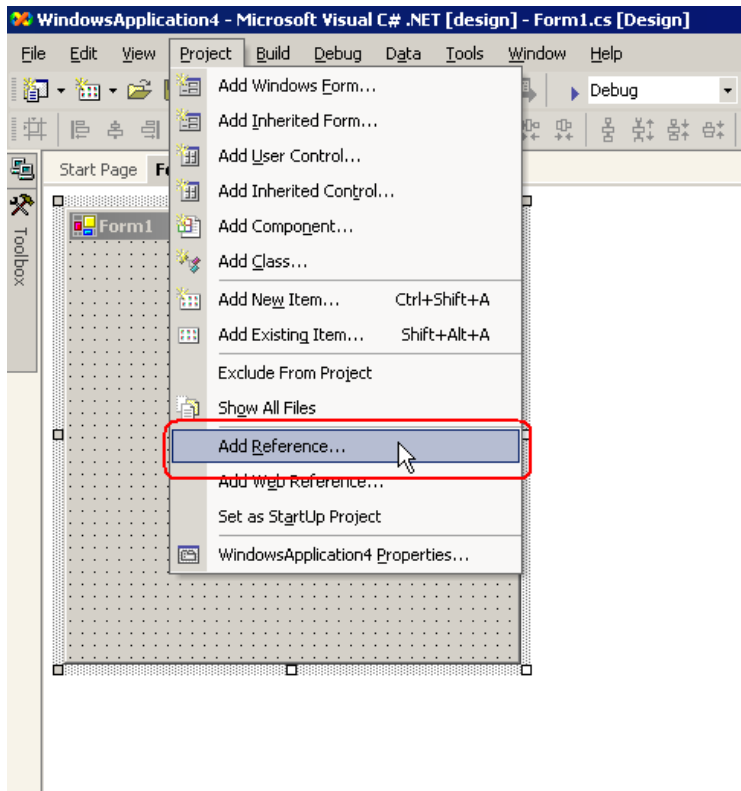 WindowsApplication4 - Microsoft Visual C# .NET [design] - Form1.cs [Design]
File Edit View Project Build Debug Data Tools Window Help
Debug
Start Page
Toolbox
Form1
Add Windows Form...
Add Inherited Form...
Add User Control...
Add Inherited Control...
Add Component...
Add Class...
Add New Item... Ctrl+Shift+A
Add Existing Item... Shift+Alt+A
Exclude From Project
Show All Files
Add Reference...
Add Web Reference...
Set as StartUp Project
WindowsApplication4 Properties...